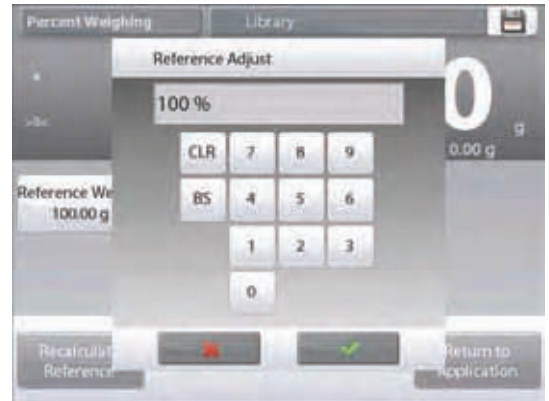 Percent Weighing
Library
Reference Adjust
100 %
0
g
>0<
0.00 g
CLR 7 8 9
Reference We
100.00 g
BS 4 5 6
1 2 3
0
Recalculat
Reference
Return to
Application